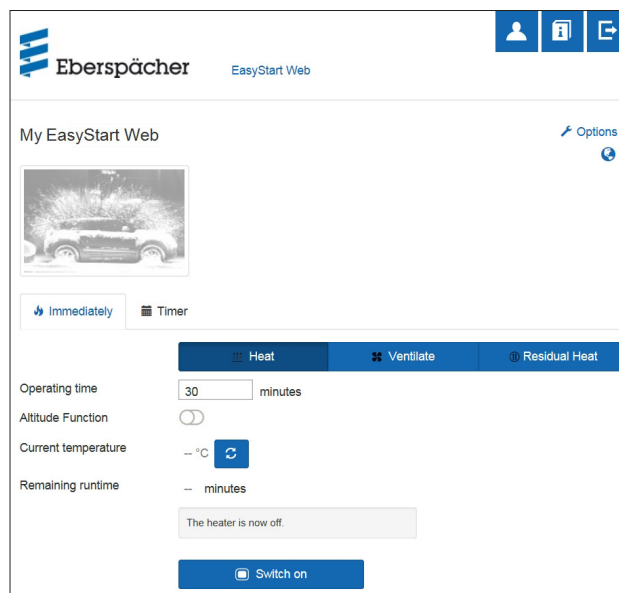 Eberspächer
EasyStart Web
My EasyStart Web
Options
Immediately
Timer
Heat
Ventilate
Residual Heat
Operating time
30 minutes
Altitude Function
Current temperature
-- °C
Remaining runtime
-- minutes
The heater is now off.
Switch on